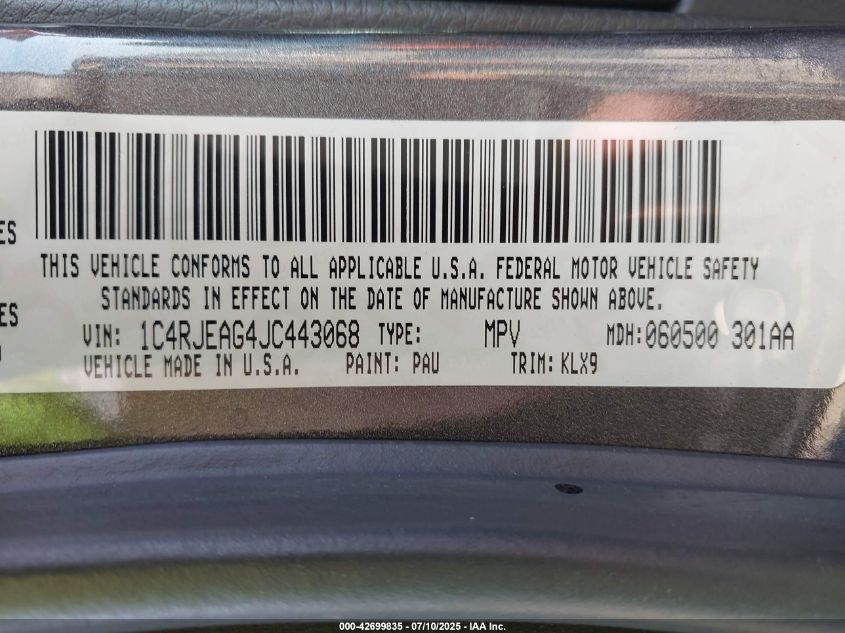 ES
THIS VEHICLE CONFORMS TO ALL APPLICABLE U.S.A. FEDERAL MOTOR VEHICLE SAFETY
STANDARDS IN EFFECT ON THE DATE OF MANUFACTURE SHOWN ABOVE.
ES
VIN: 1C4RJEAG4JC443068 TYPE: MPV MDH:060500 301AA
VEHICLE MADE IN U.S.A. PAINT: PAU TRIM: KLX9
000-42699835 - 07/10/2025 - IAA Inc.